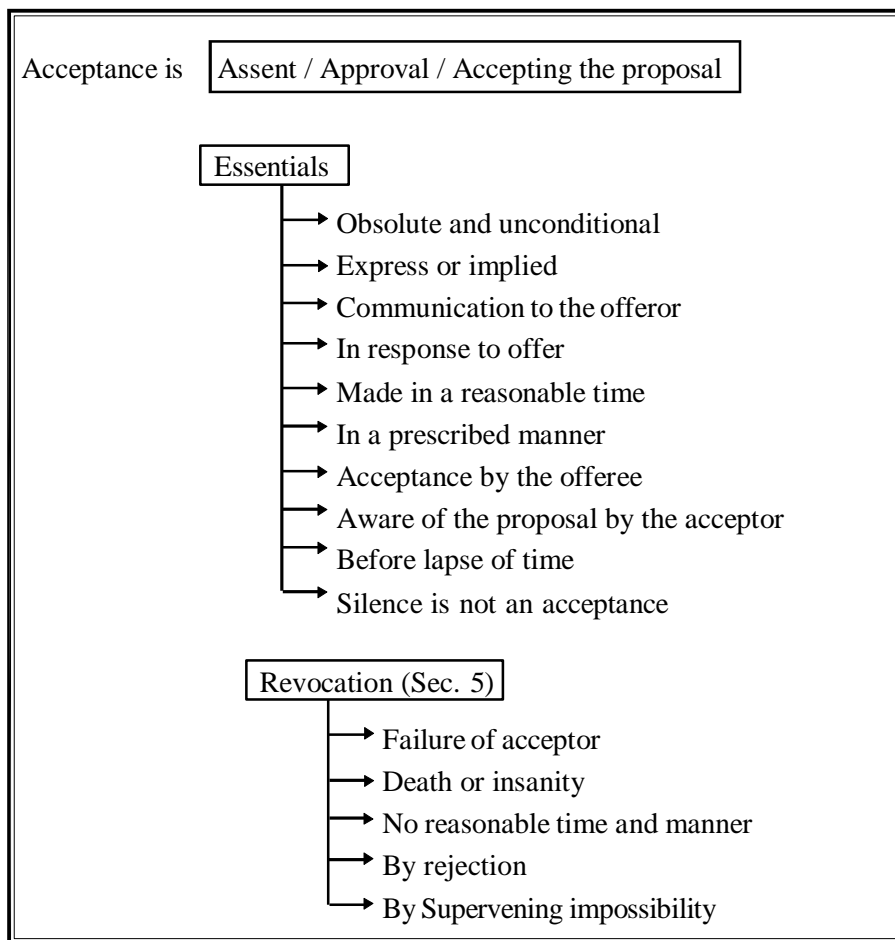 Acceptance is Assent / Approval / Accepting the proposal
Essentials
Obsolute and unconditional
Express or implied
Communication to the offeror
In response to offer
Made in a reasonable time
In a prescribed manner
Acceptance by the offeree
Aware of the proposal by the acceptor
Before lapse of time
Silence is not an acceptance
Revocation (Sec. 5)
Failure of acceptor
Death or insanity
No reasonable time and manner
By rejection
By Supervening impossibility